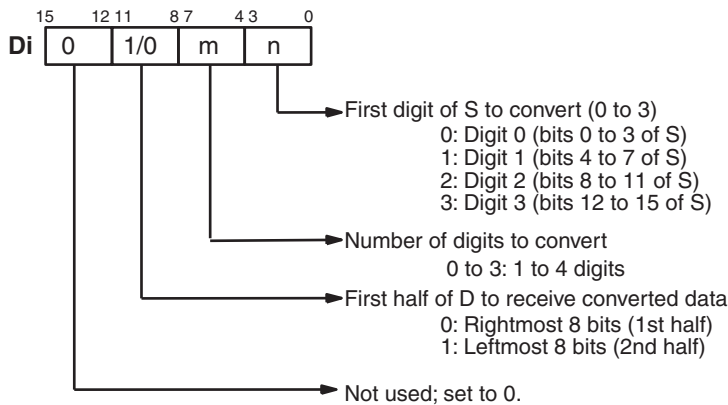 15 12 11 8 7 4 3 0
Di 0 1/0 m n
First digit of S to convert (0 to 3)
0: Digit 0 (bits 0 to 3 of S)
1: Digit 1 (bits 4 to 7 of S)
2: Digit 2 (bits 8 to 11 of S)
3: Digit 3 (bits 12 to 15 of S)
Number of digits to convert
0 to 3: 1 to 4 digits
First half of D to receive converted data
0: Rightmost 8 bits (1st half)
1: Leftmost 8 bits (2nd half)
Not used; set to 0.